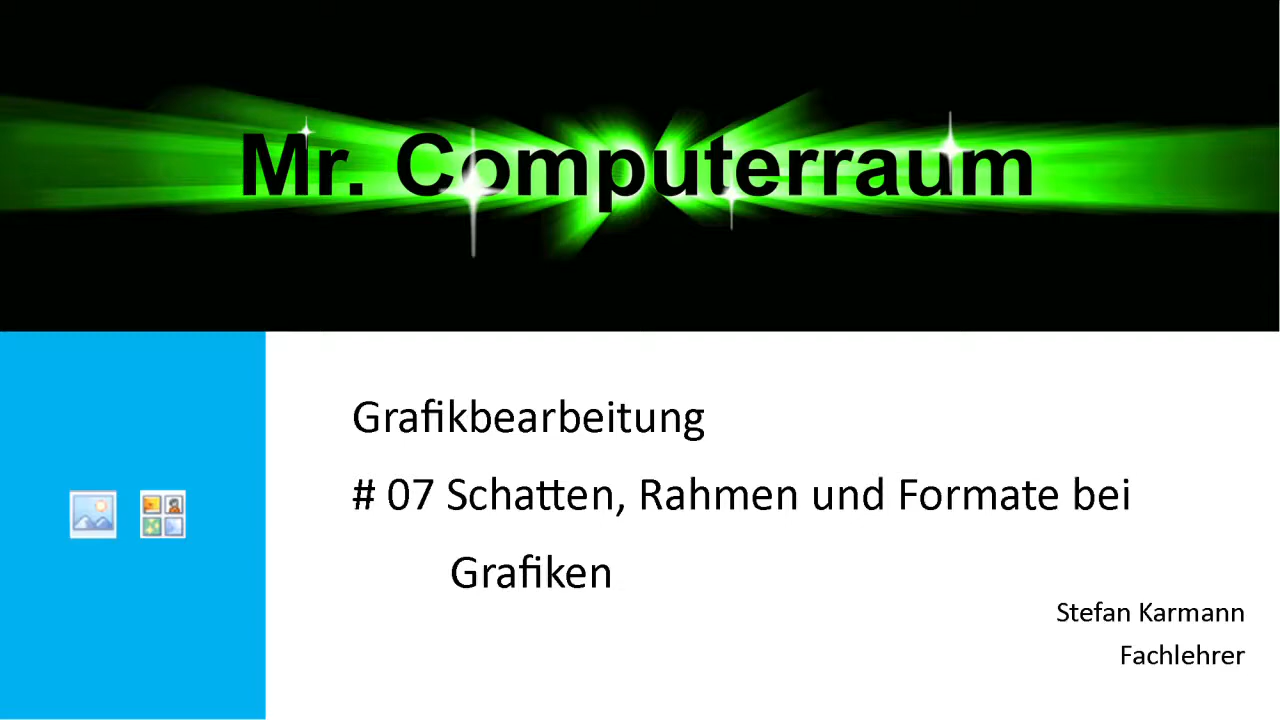 Mr. Computerraum
Grafikbearbeitung
# 07 Schatten, Rahmen und Formate bei
Grafiken
Stefan Karmann
Fachlehrer